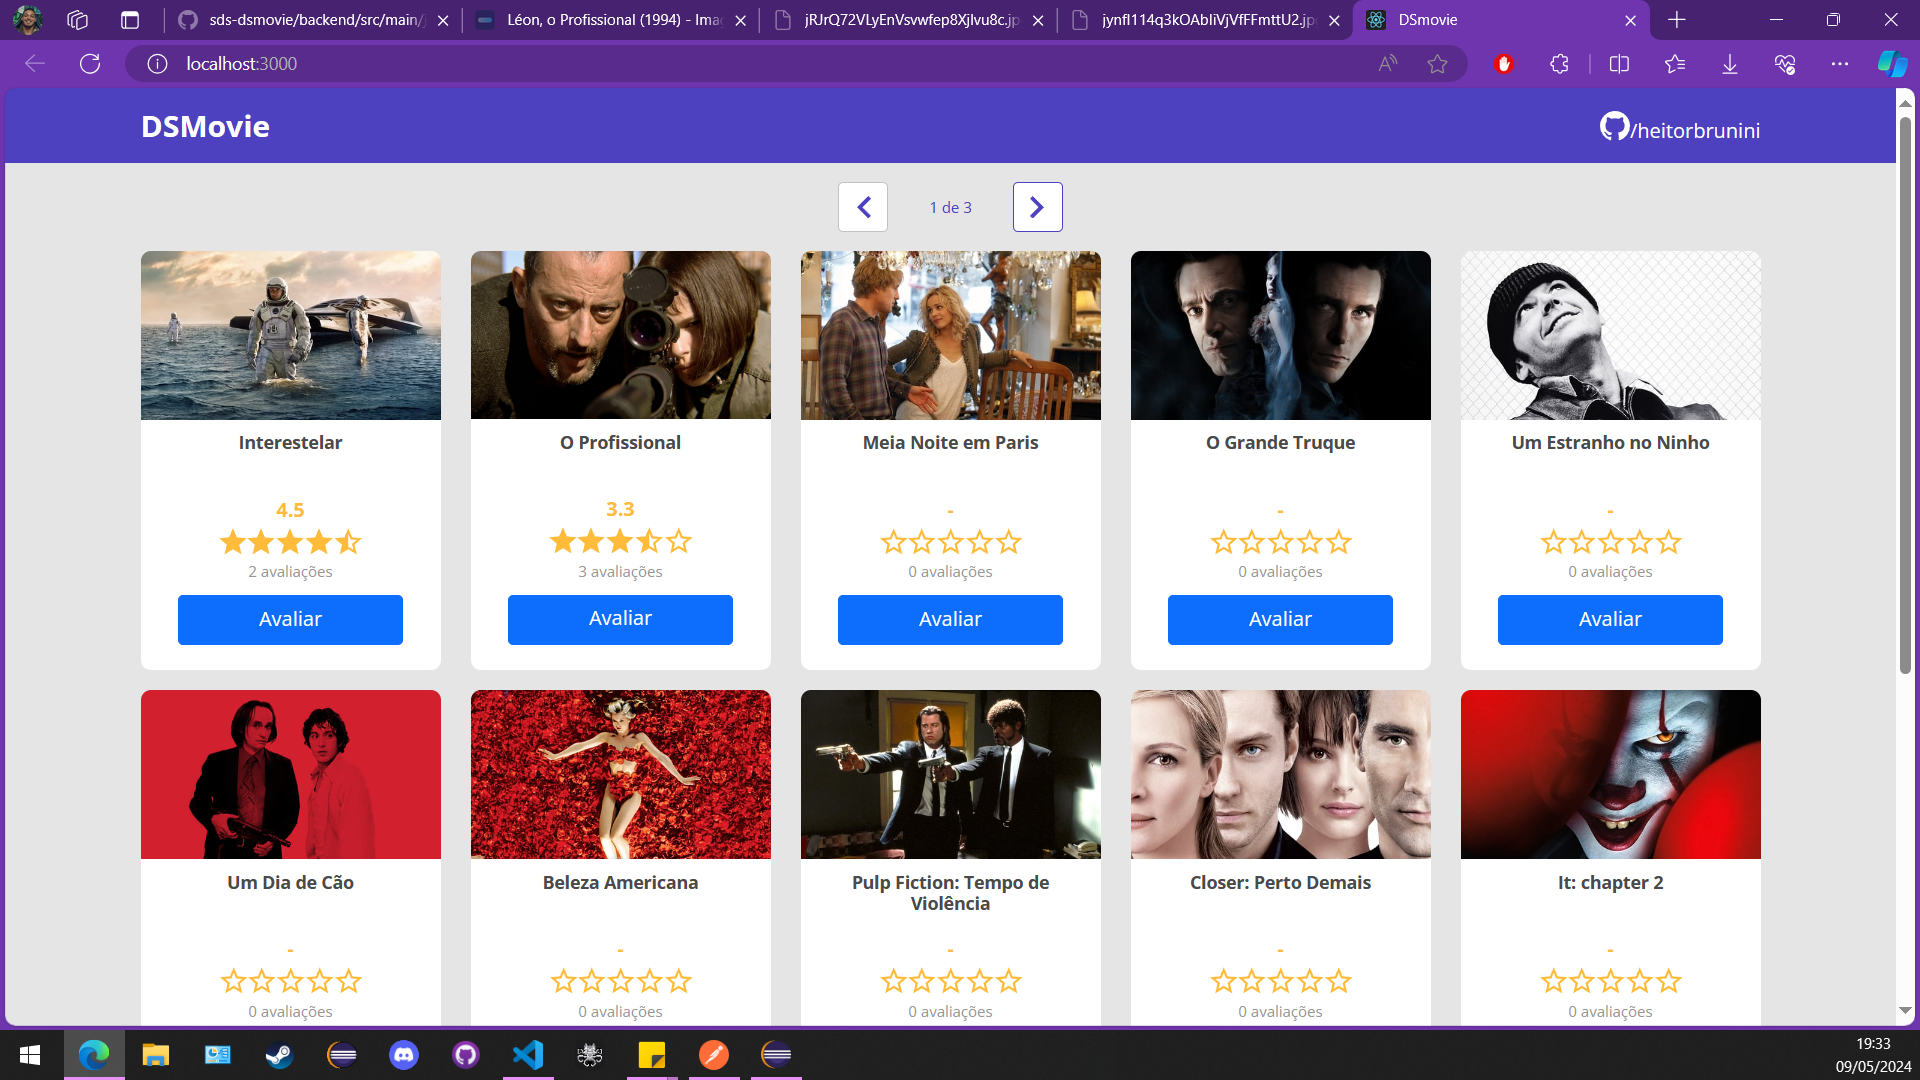 sds-dsmovie/backend/src/main/j
Léon, o Profissional (1994) - Imag
jRJrQ72VLyEnVsvwfep8Xjlvu8c.jp
jynfI114q3kOAbIiVjVfFFmttU2.jpg
DSmovie
localhost:3000
DSMovie
/heitorbrunini
1 de 3
Interestelar
O Profissional
Meia Noite em Paris
O Grande Truque
Um Estranho no Ninho
4.5
3.3
-
-
-
2 avaliações
3 avaliações
0 avaliações
0 avaliações
0 avaliações
Avaliar
Avaliar
Avaliar
Avaliar
Avaliar
Um Dia de Cão
Beleza Americana
Pulp Fiction: Tempo de
Violência
Closer: Perto Demais
It: chapter 2
-
-
-
-
-
0 avaliações
0 avaliações
0 avaliações
0 avaliações
0 avaliações
19:33
09/05/2024